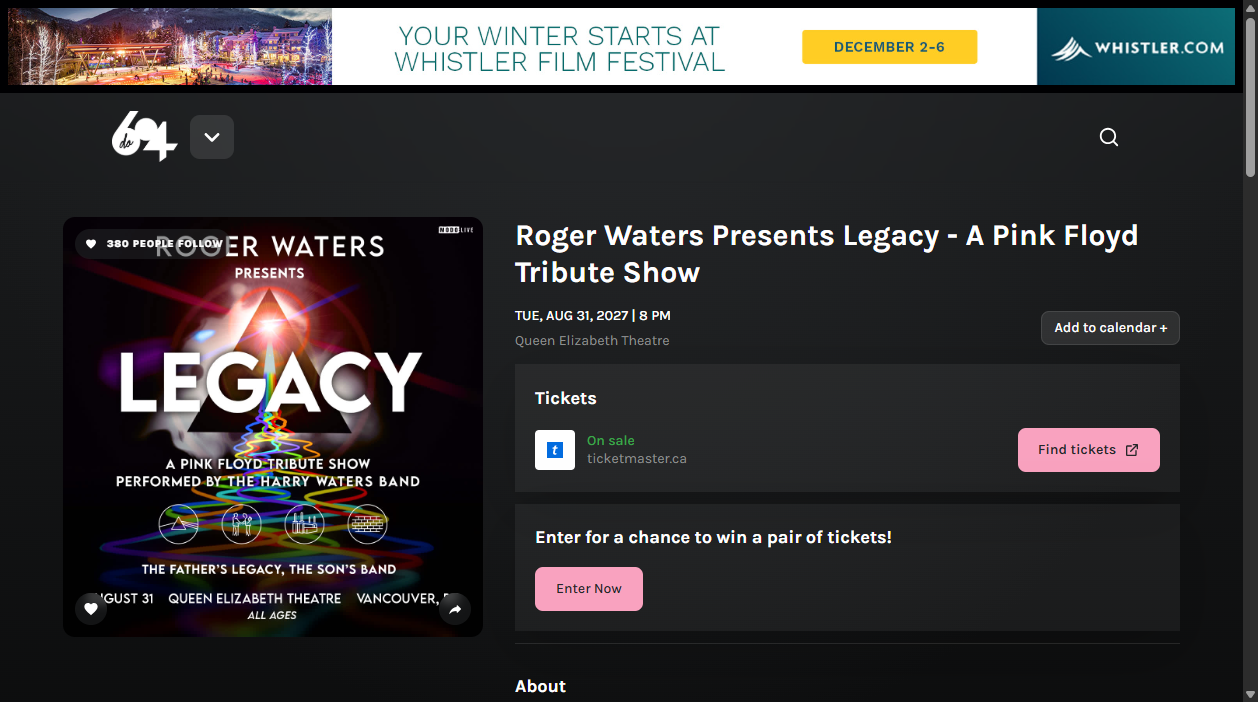 YOUR WINTER STARTS AT
WHISTLER FILM FESTIVAL
DECEMBER 2-6
WHISTLER.COM
do604
380 PEOPLE FOLLOW
ROGER WATERS
PRESENTS
LEGACY
A PINK FLOYD TRIBUTE SHOW
PERFORMED BY THE HARRY WATERS BAND
THE FATHER'S LEGACY, THE SON'S BAND
UGUST 31 QUEEN ELIZABETH THEATRE VANCOUVER,
ALL AGES
Roger Waters Presents Legacy - A Pink Floyd
Tribute Show
TUE, AUG 31, 2027 | 8 PM
Queen Elizabeth Theatre
Add to calendar +
Tickets
t
On sale
ticketmaster.ca
Find tickets
Enter for a chance to win a pair of tickets!
Enter Now
About